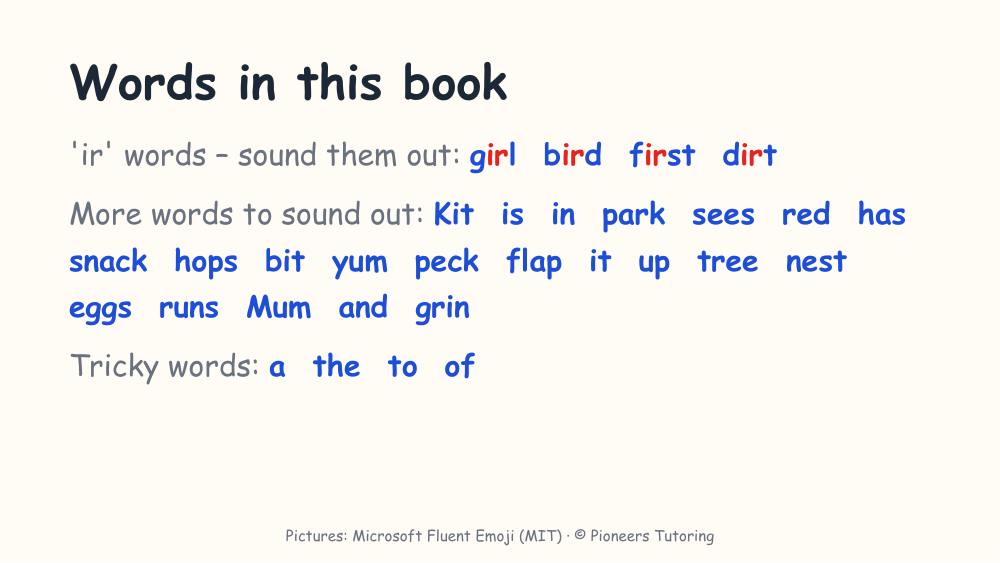 Words in this book
'ir' words – sound them out: girl bird first dirt
More words to sound out: Kit is in park sees red has
snack hops bit yum peck flap it up tree nest
eggs runs Mum and grin
Tricky words: a the to of
Pictures: Microsoft Fluent Emoji (MIT) · © Pioneers Tutoring